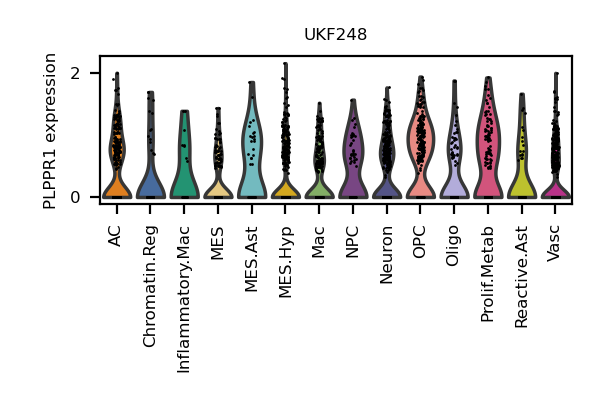 UKF248
PLPPR1 expression
2
0
AC
Chromatin.Reg
Inflammatory.Mac
MES
MES.Ast
MES.Hyp
Mac
NPC
Neuron
OPC
Oligo
Prolif.Metab
Reactive.Ast
Vasc